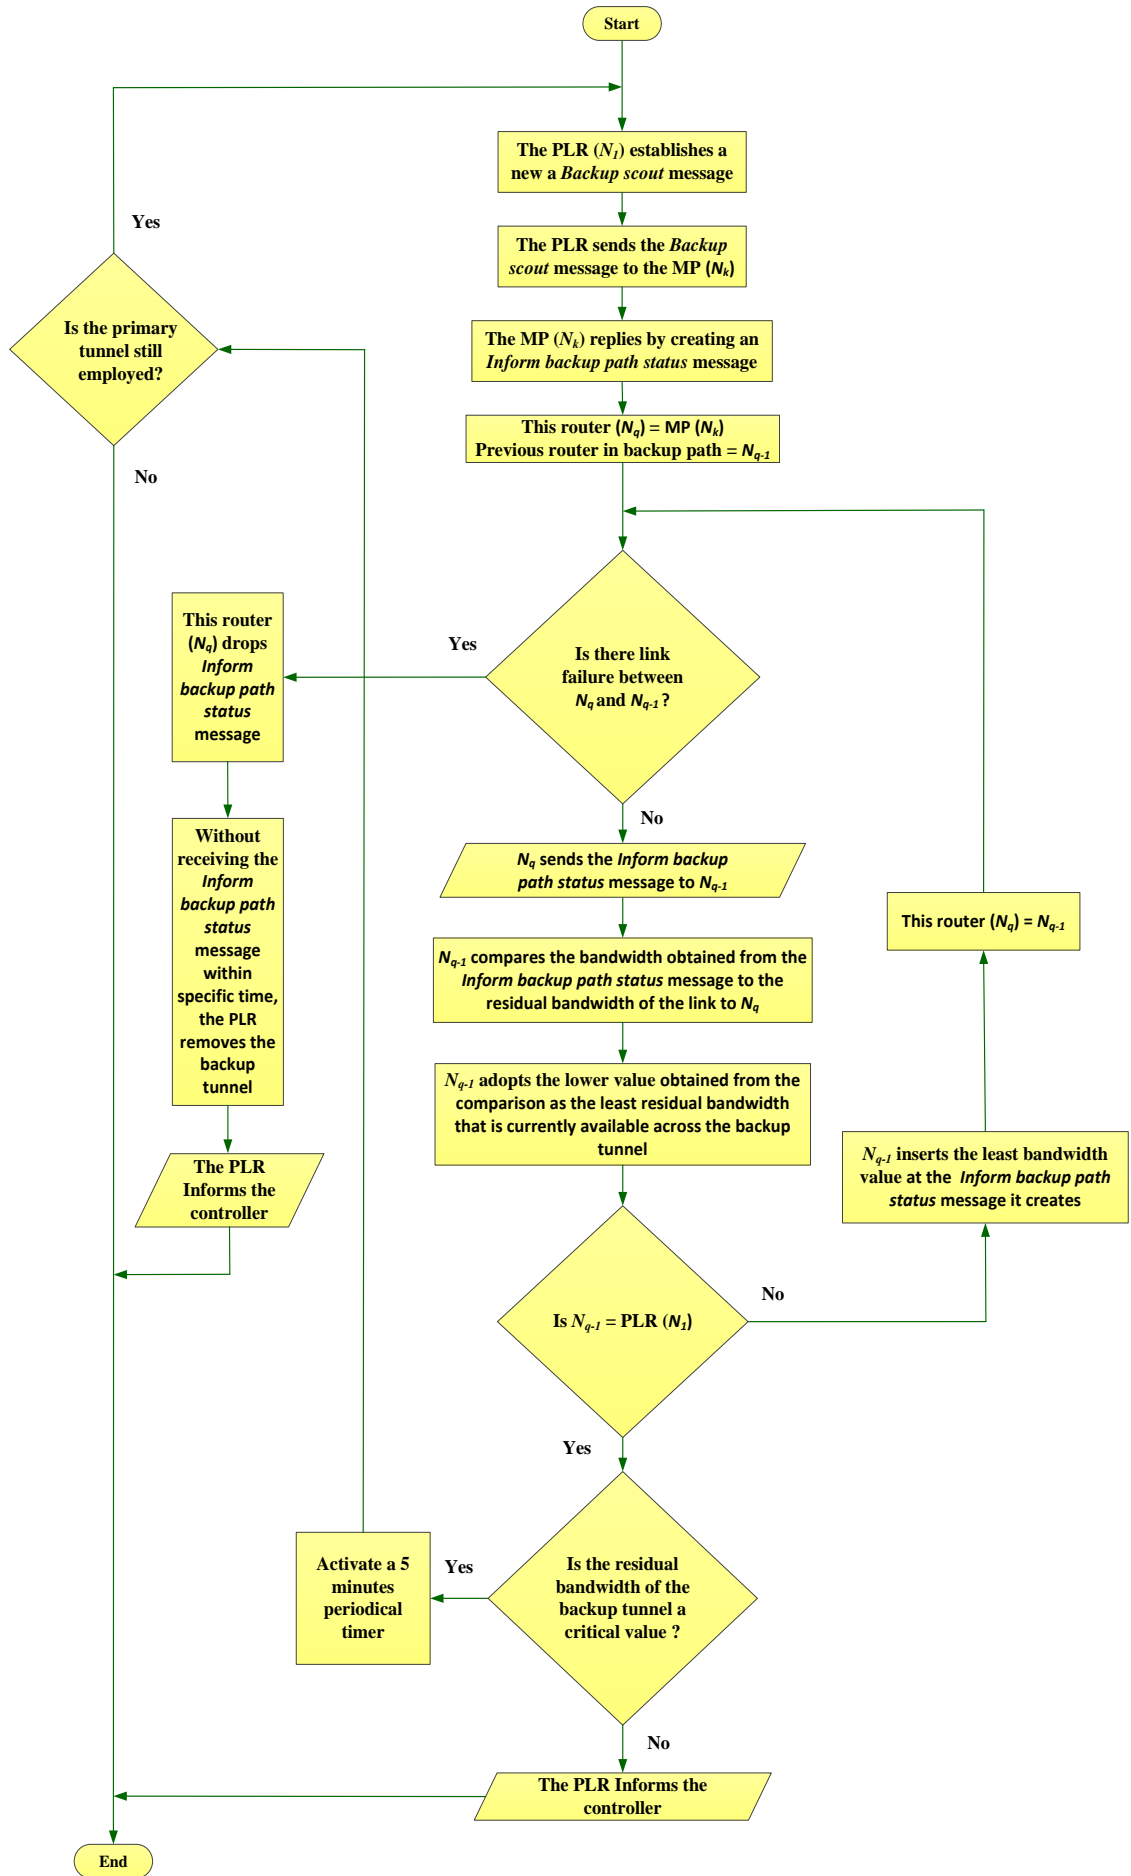 Start
The PLR (N1) establishes a
new a Backup scout message
Yes
The PLR sends the Backup
scout message to the MP (Nk)
Is the primary
tunnel still
employed?
The MP (Nk) replies by creating an
Inform backup path status message
This router (Nq) = MP (Nk)
Previous router in backup path = Nq-1
No
This router
(Nq) drops
Inform
backup path
status
message
Yes
Is there link
failure between
Nq and Nq-1 ?
No
Without
receiving the
Inform
backup path
status
message
within
specific time,
the PLR
removes the
backup
tunnel
Nq sends the Inform backup
path status message to Nq-1
This router (Nq) = Nq-1
Nq-1 compares the bandwidth obtained from the
Inform backup path status message to the
residual bandwidth of the link to Nq
Nq-1 adopts the lower value obtained from the
comparison as the least residual bandwidth
that is currently available across the backup
tunnel
Nq-1 inserts the least bandwidth
value at the Inform backup path
status message it creates
The PLR
Informs the
controller
Is Nq-1 = PLR (N1)
No
Yes
Activate a 5
minutes
periodical
timer
Yes
Is the residual
bandwidth of the
backup tunnel a
critical value ?
No
The PLR Informs the
controller
End